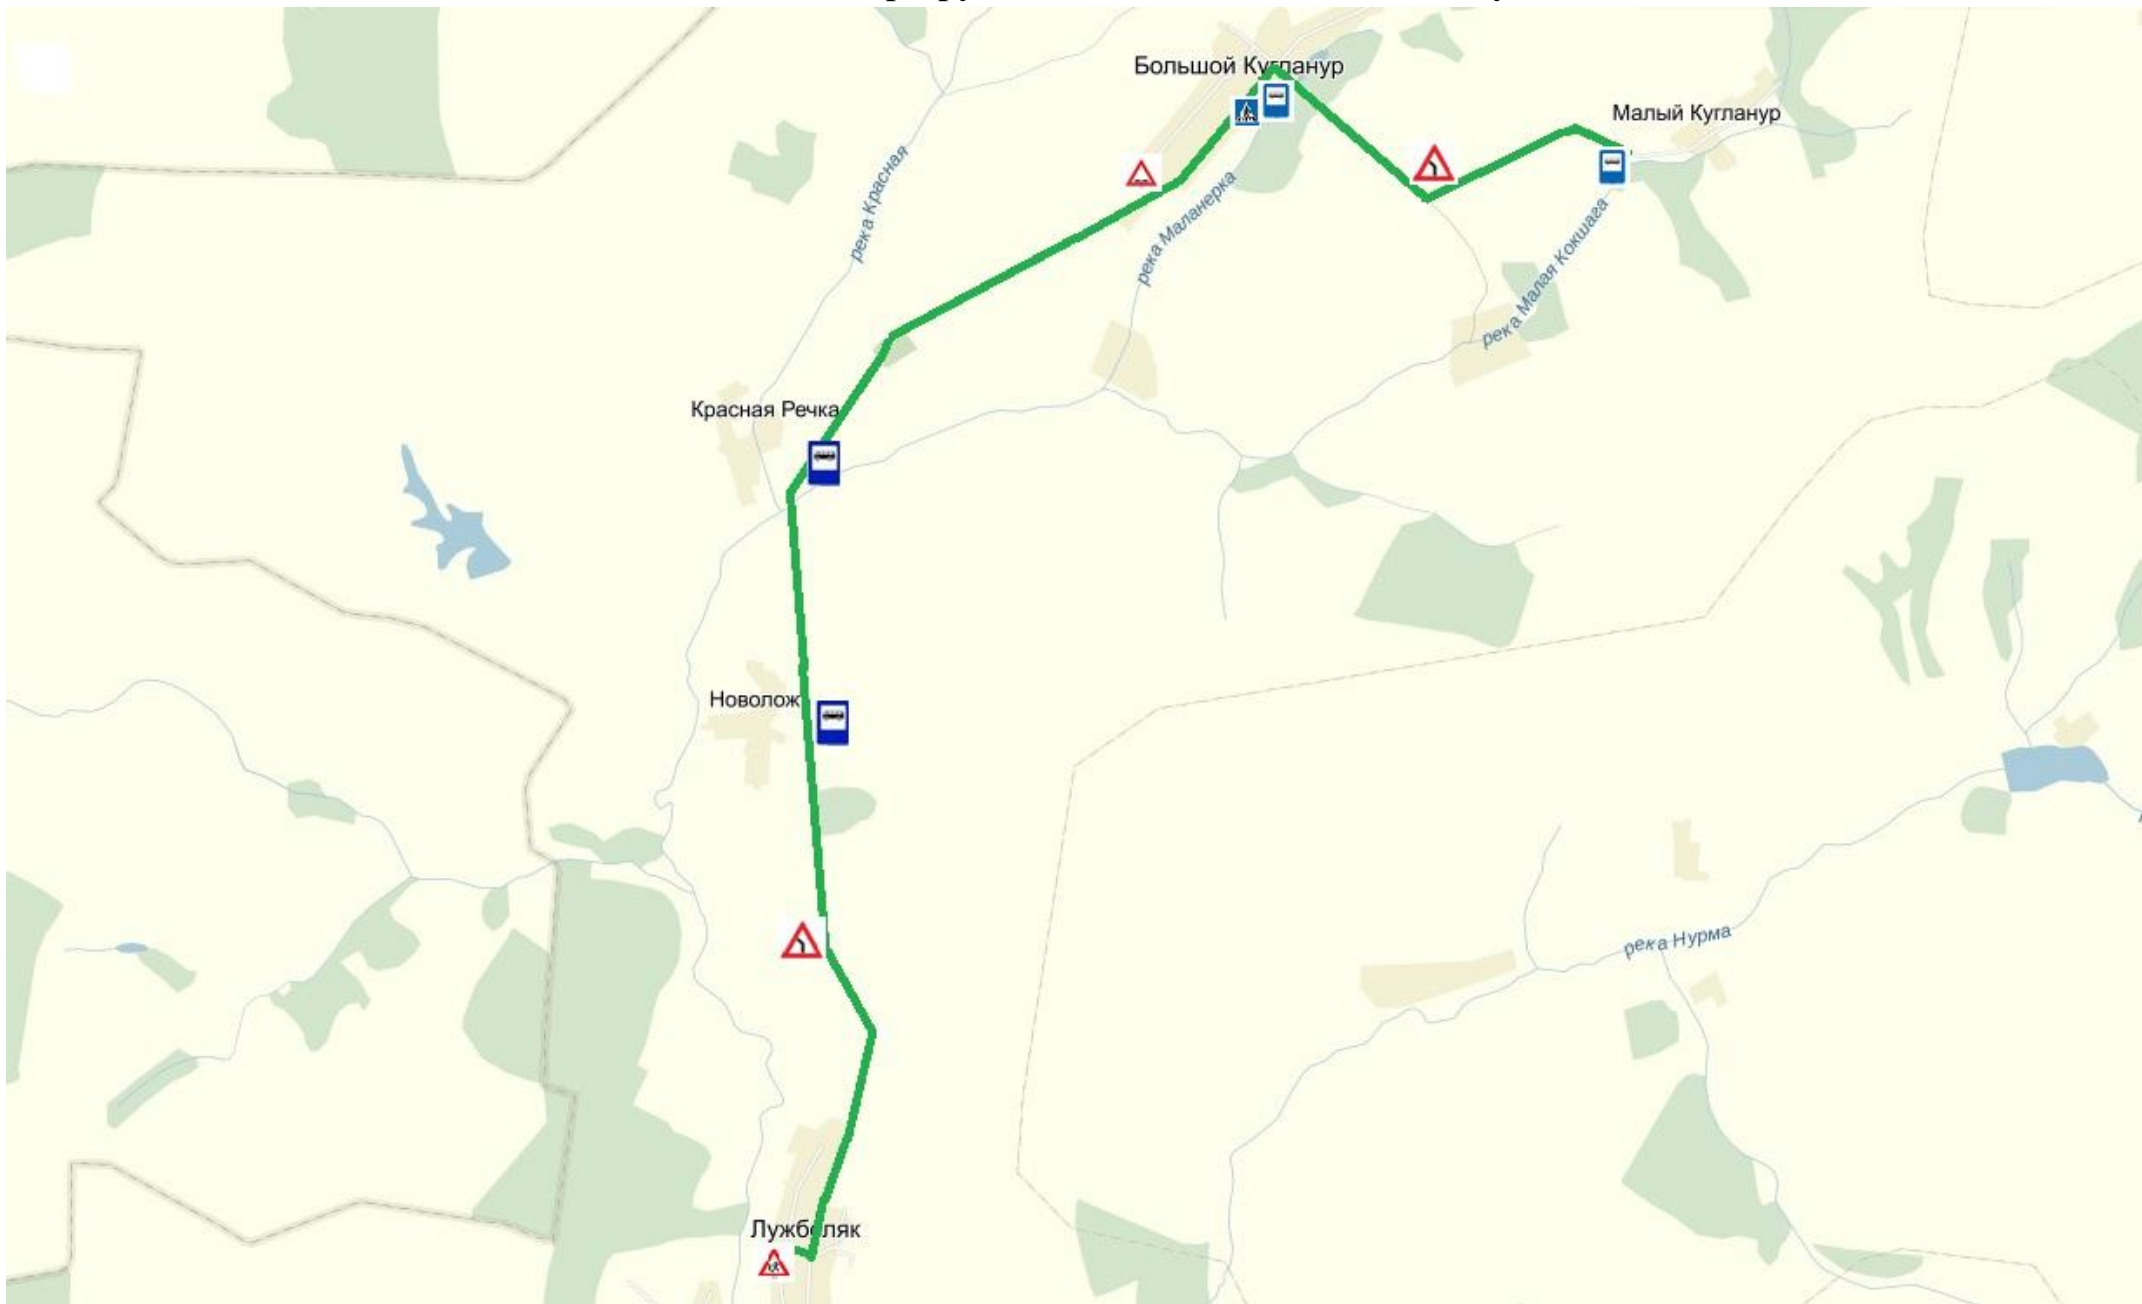 Большой Кугланур
Малый Кугланур
река Красная
река Маланерка
река Малая Кокшага
Красная Речка
Новолож
река Нурма
Лужбеляк